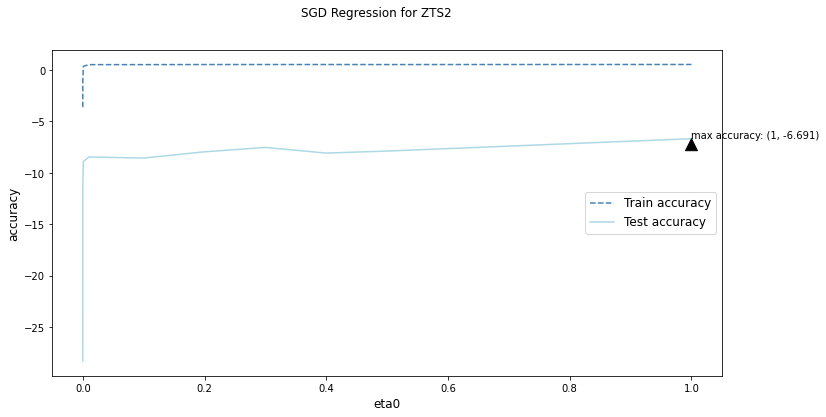 SGD Regression for ZTS2
0
−5
−10
−15
−20
−25
accuracy
max accuracy: (1, -6.691)
Train accuracy
Test accuracy
0.0 0.2 0.4 0.6 0.8 1.0
eta0